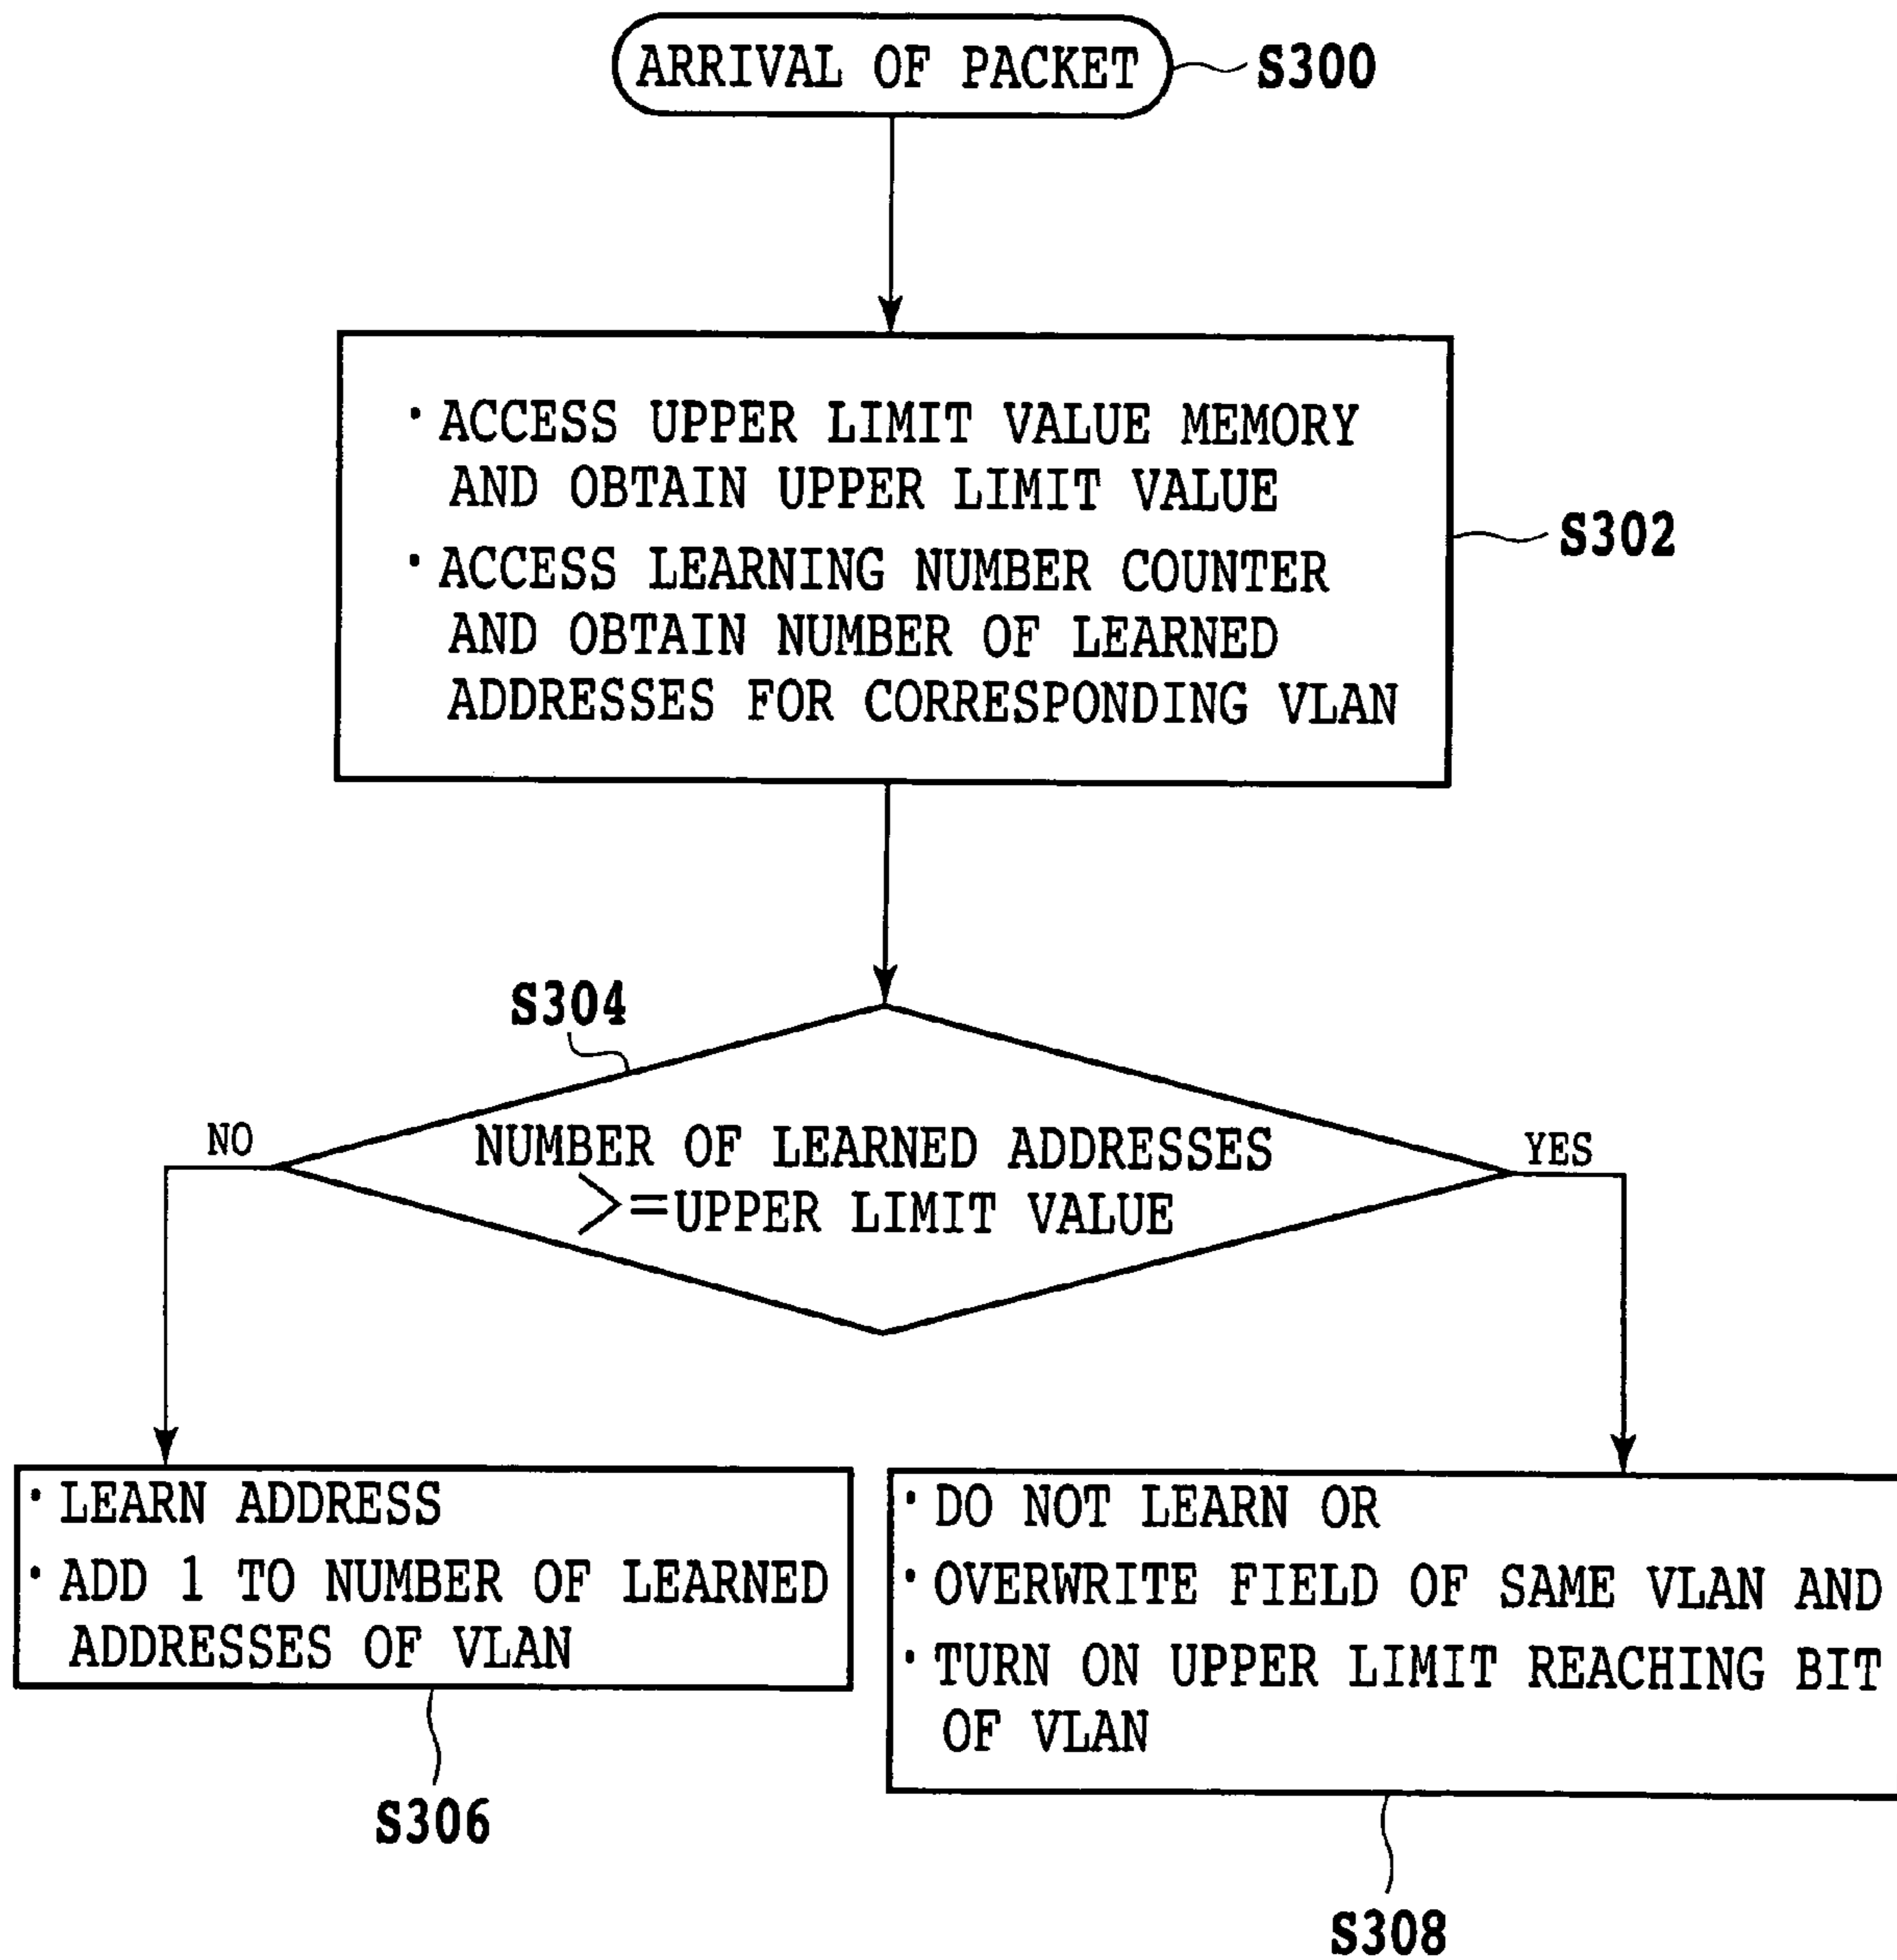 ARRIVAL OF PACKET
S300
· ACCESS UPPER LIMIT VALUE MEMORY
AND OBTAIN UPPER LIMIT VALUE
· ACCESS LEARNING NUMBER COUNTER
AND OBTAIN NUMBER OF LEARNED
ADDRESSES FOR CORRESPONDING VLAN
S302
S304
NO
NUMBER OF LEARNED ADDRESSES
>=UPPER LIMIT VALUE
YES
· LEARN ADDRESS
· ADD 1 TO NUMBER OF LEARNED
ADDRESSES OF VLAN
S306
· DO NOT LEARN OR
· OVERWRITE FIELD OF SAME VLAN AND
· TURN ON UPPER LIMIT REACHING BIT
OF VLAN
S308